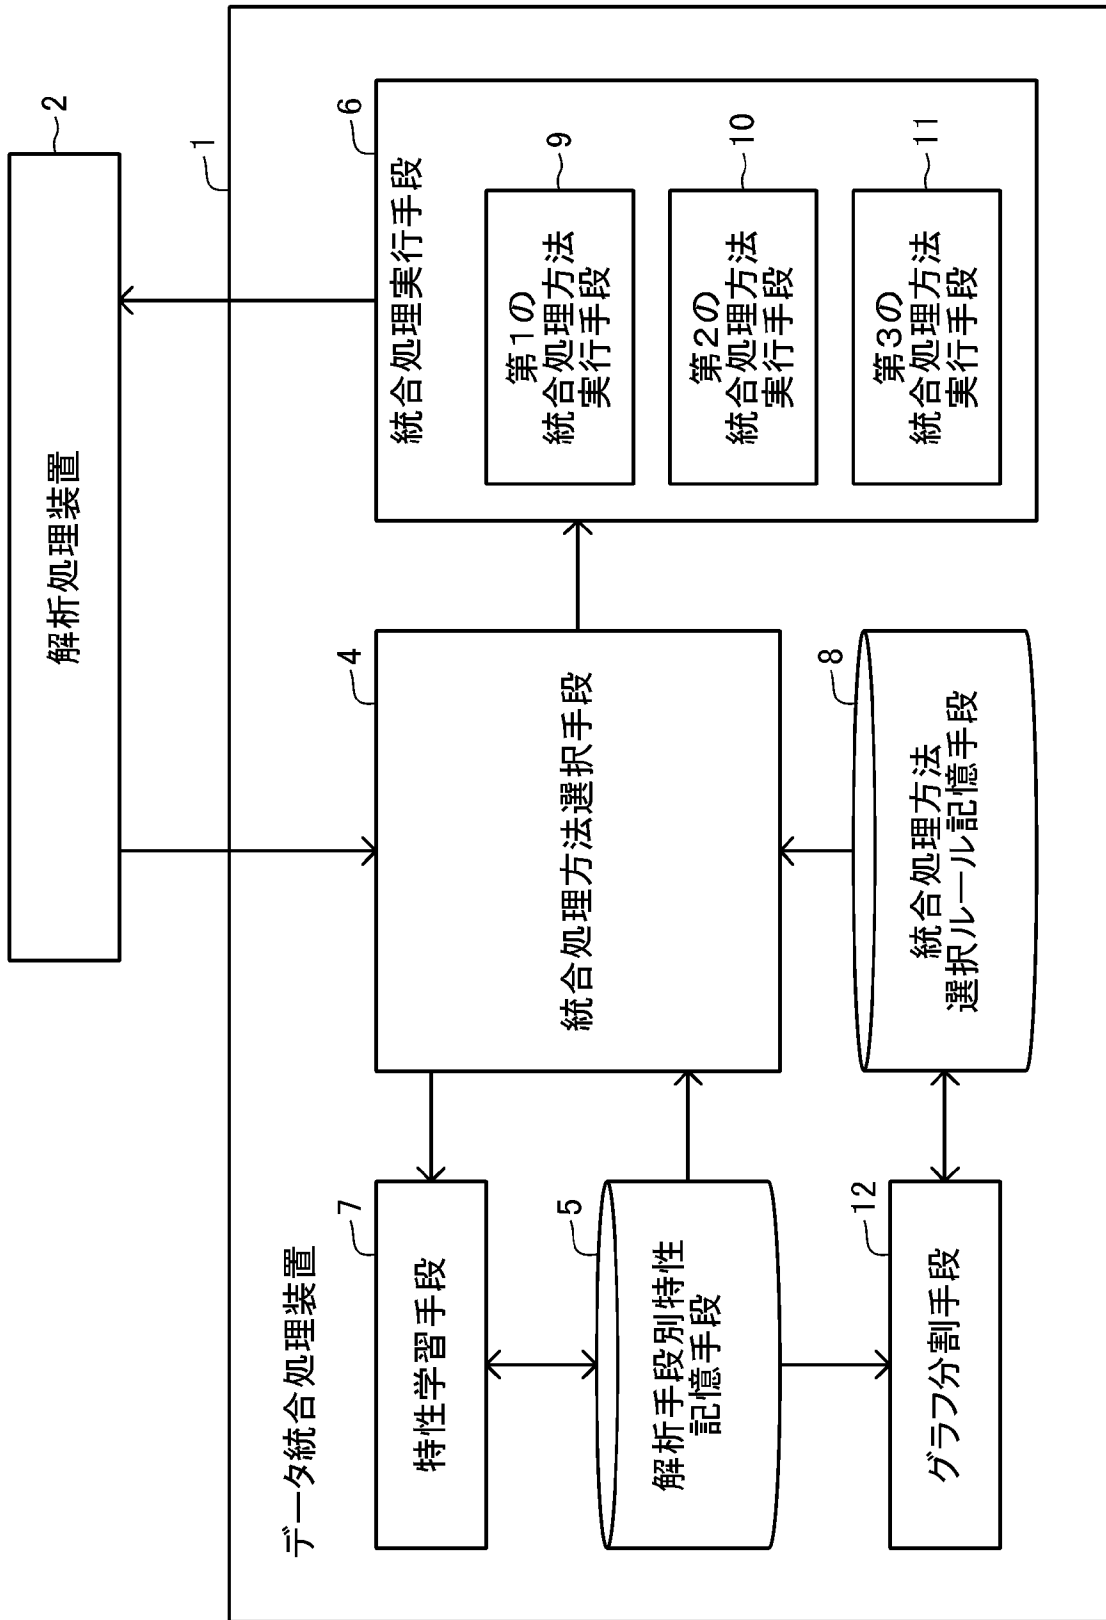 解析処理装置
2
1
データ統合処理装置
特性学習手段
7
統合処理方法選択手段
4
統合処理実行手段
6
第1の
統合処理方法
実行手段
9
第2の
統合処理方法
実行手段
10
第3の
統合処理方法
実行手段
11
解析手段別特性
記憶手段
5
グラフ分割手段
12
統合処理方法
選択ルール記憶手段
8